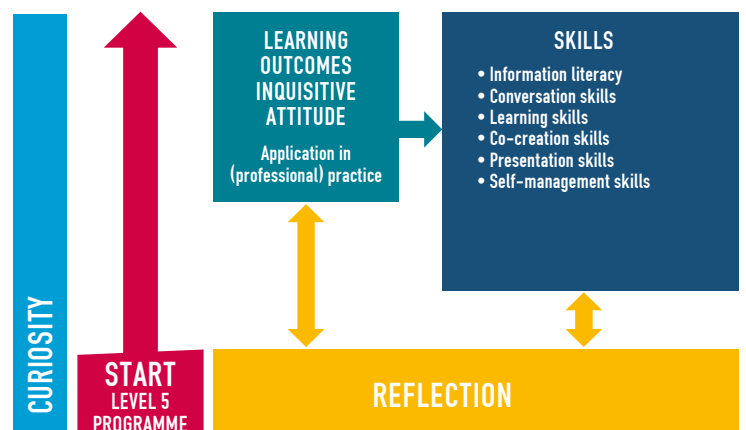 CURIOSITY
START
LEVEL 5
PROGRAMME
LEARNING
OUTCOMES
INQUISITIVE
ATTITUDE
Application in
(professional) practice
SKILLS
• Information literacy
• Conversation skills
• Learning skills
• Co-creation skills
• Presentation skills
• Self-management skills
REFLECTION